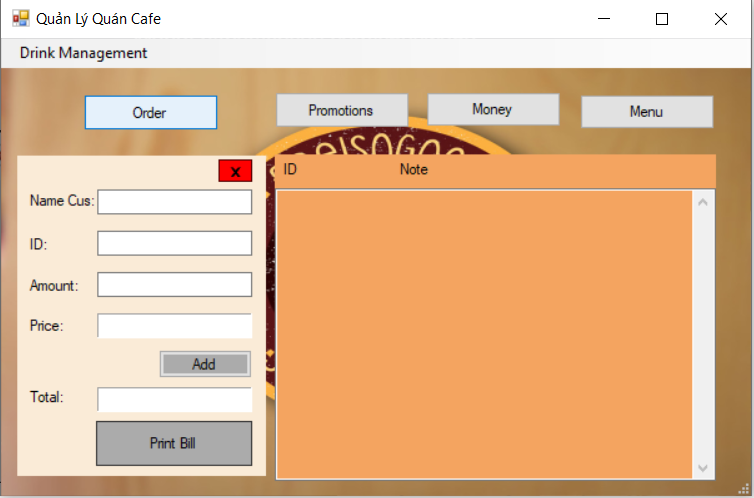 Quản Lý Quán Cafe
Drink Management
Order
Promotions
Money
Menu
x
ID
Note
Name Cus:
ID:
Amount:
Price:
Add
Total:
Print Bill